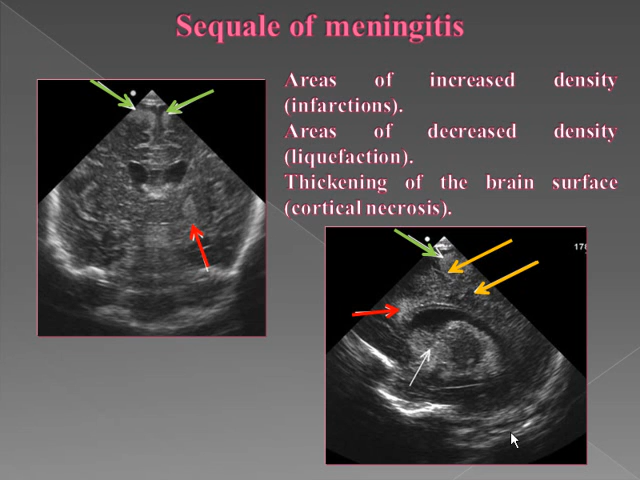 Sequale of meningitis
Areas of increased density
(infarctions).
Areas of decreased density
(liquefaction).
Thickening of the brain surface
(cortical necrosis).